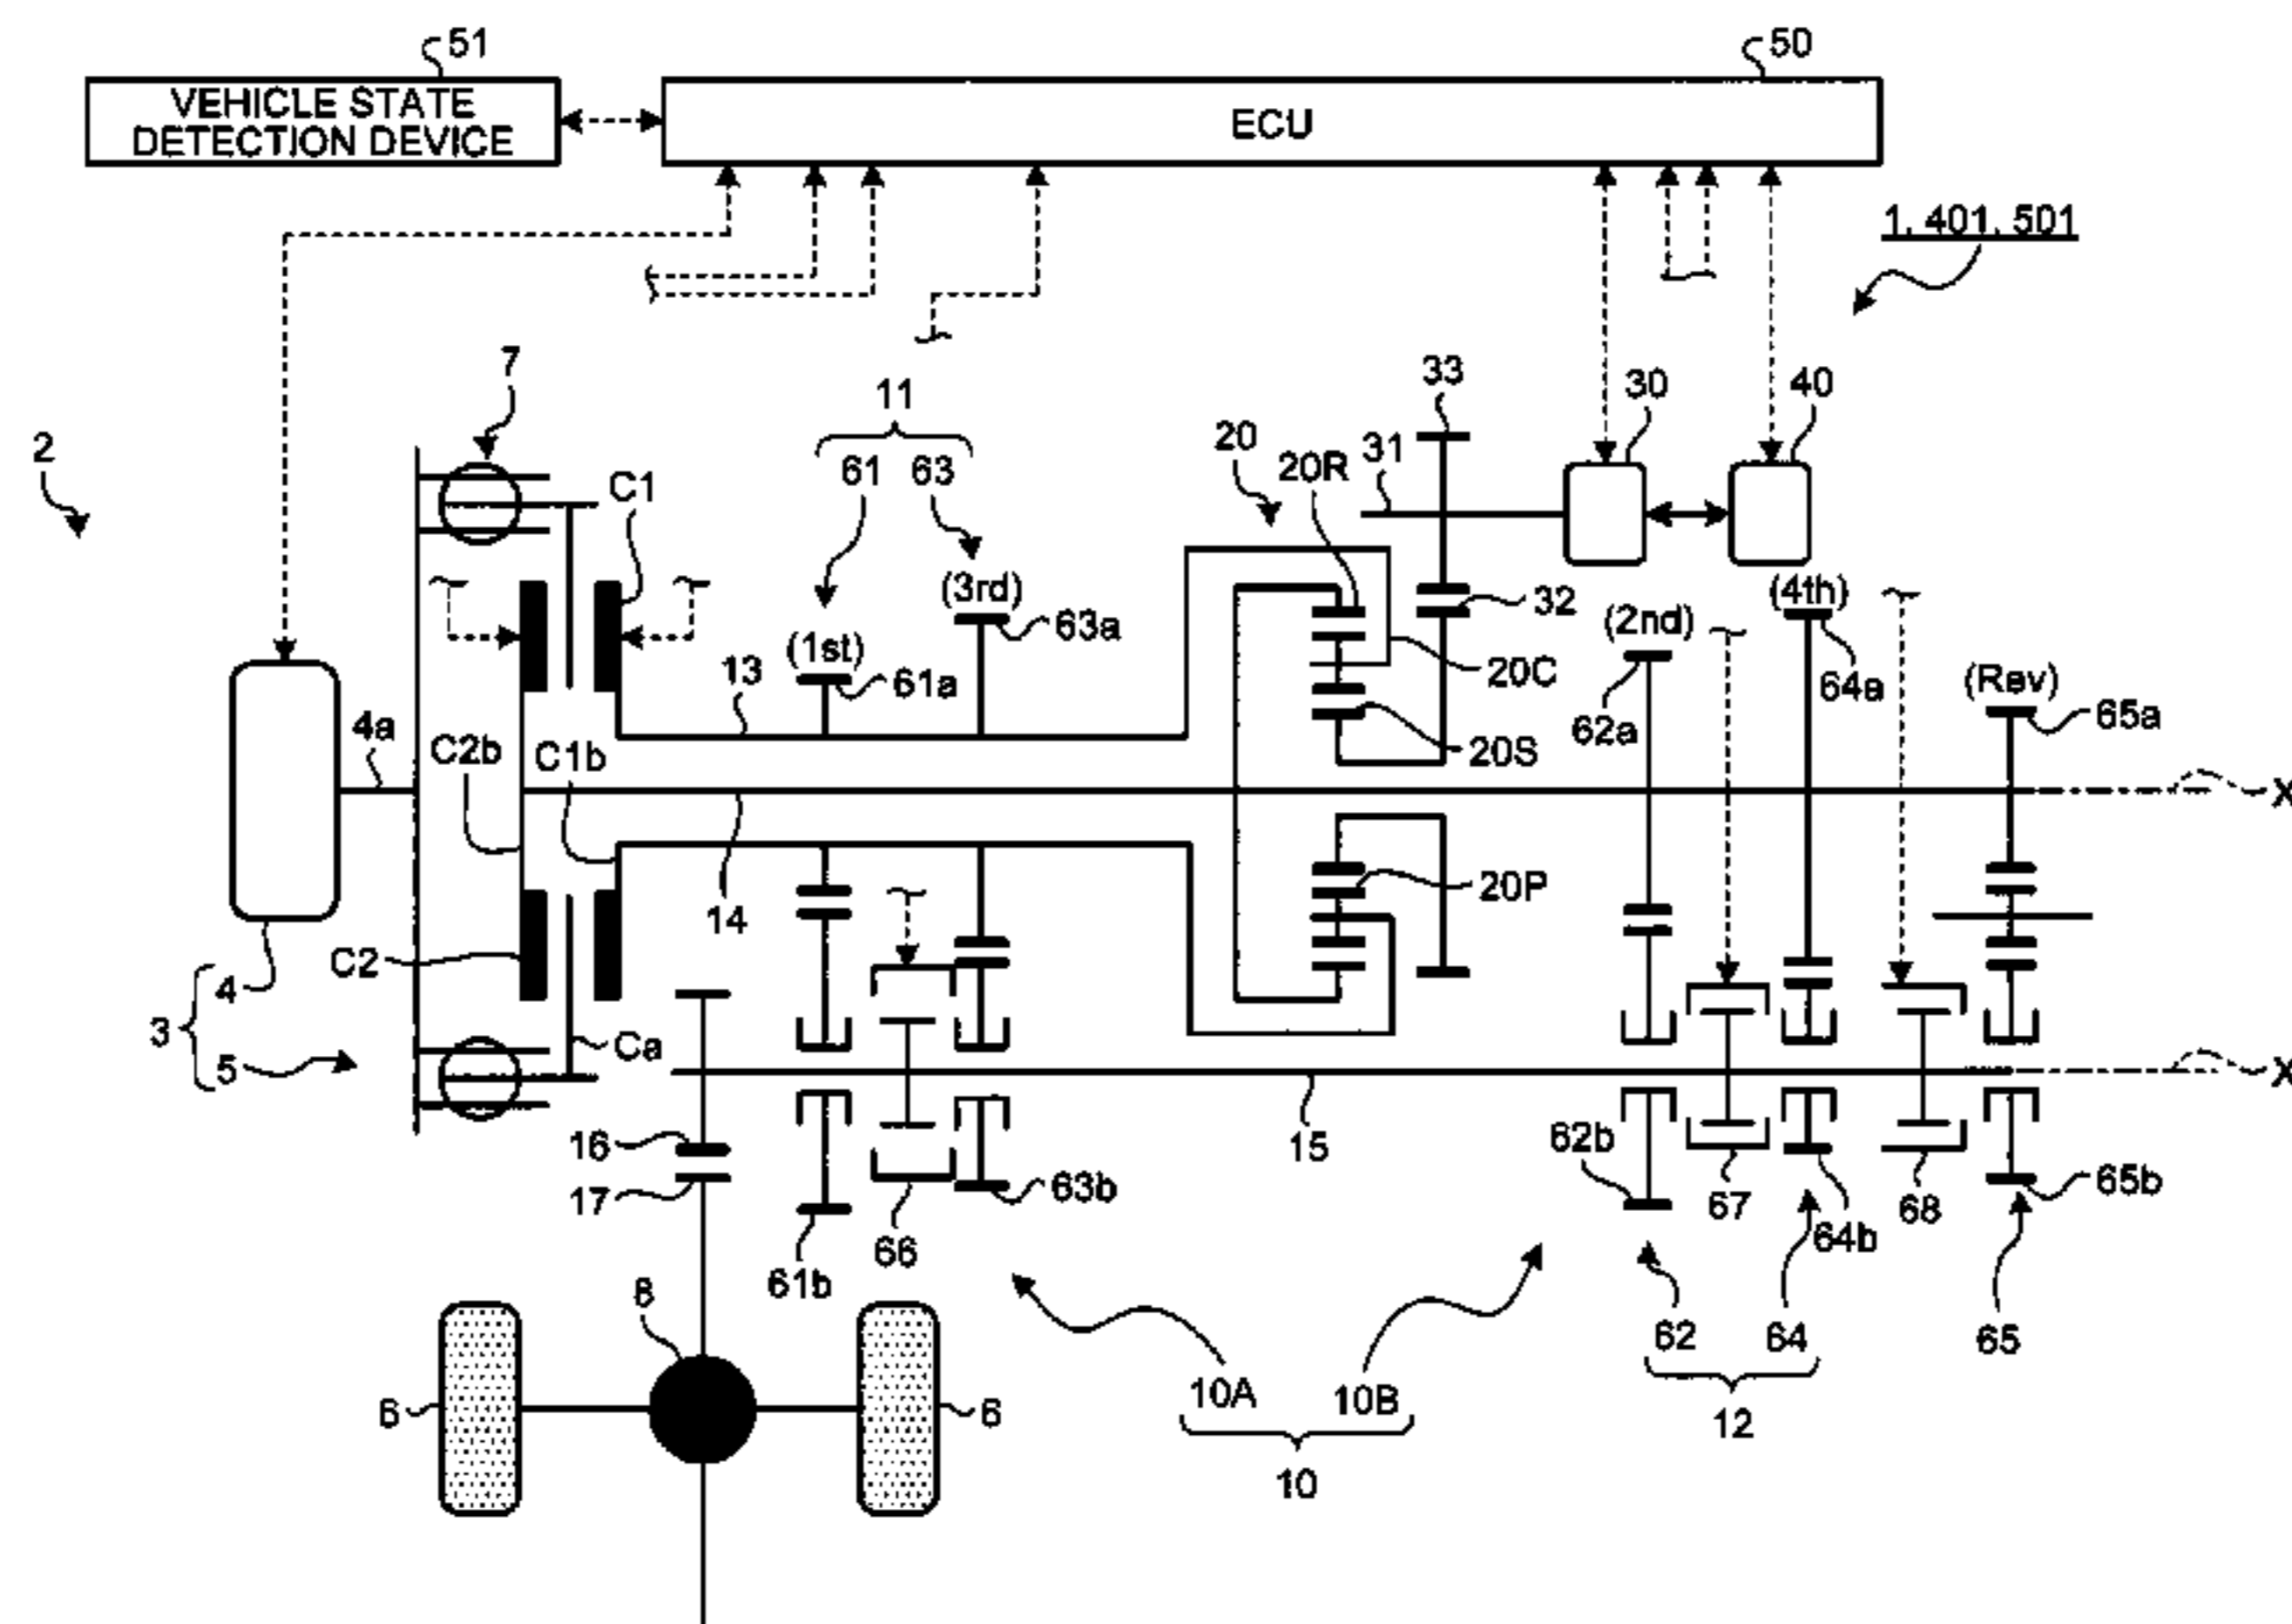 51
50
VEHICLE STATE
DETECTION DEVICE
ECU
1, 401, 501
7
11
33
30
40
2
61
63
20
20R
31
C1
(3rd)
(1st)
63a
32
(2nd)
(4th)
13
61a
20C
64a
(Rev)
4a
C2b
C1b
20S
62a
65a
X
14
20P
C2
4
3
5
Ca
X
16
15
62b
17
63b
67
68
65b
66
64b
61b
8
62
64
65
6
6
10A
10B
12
10